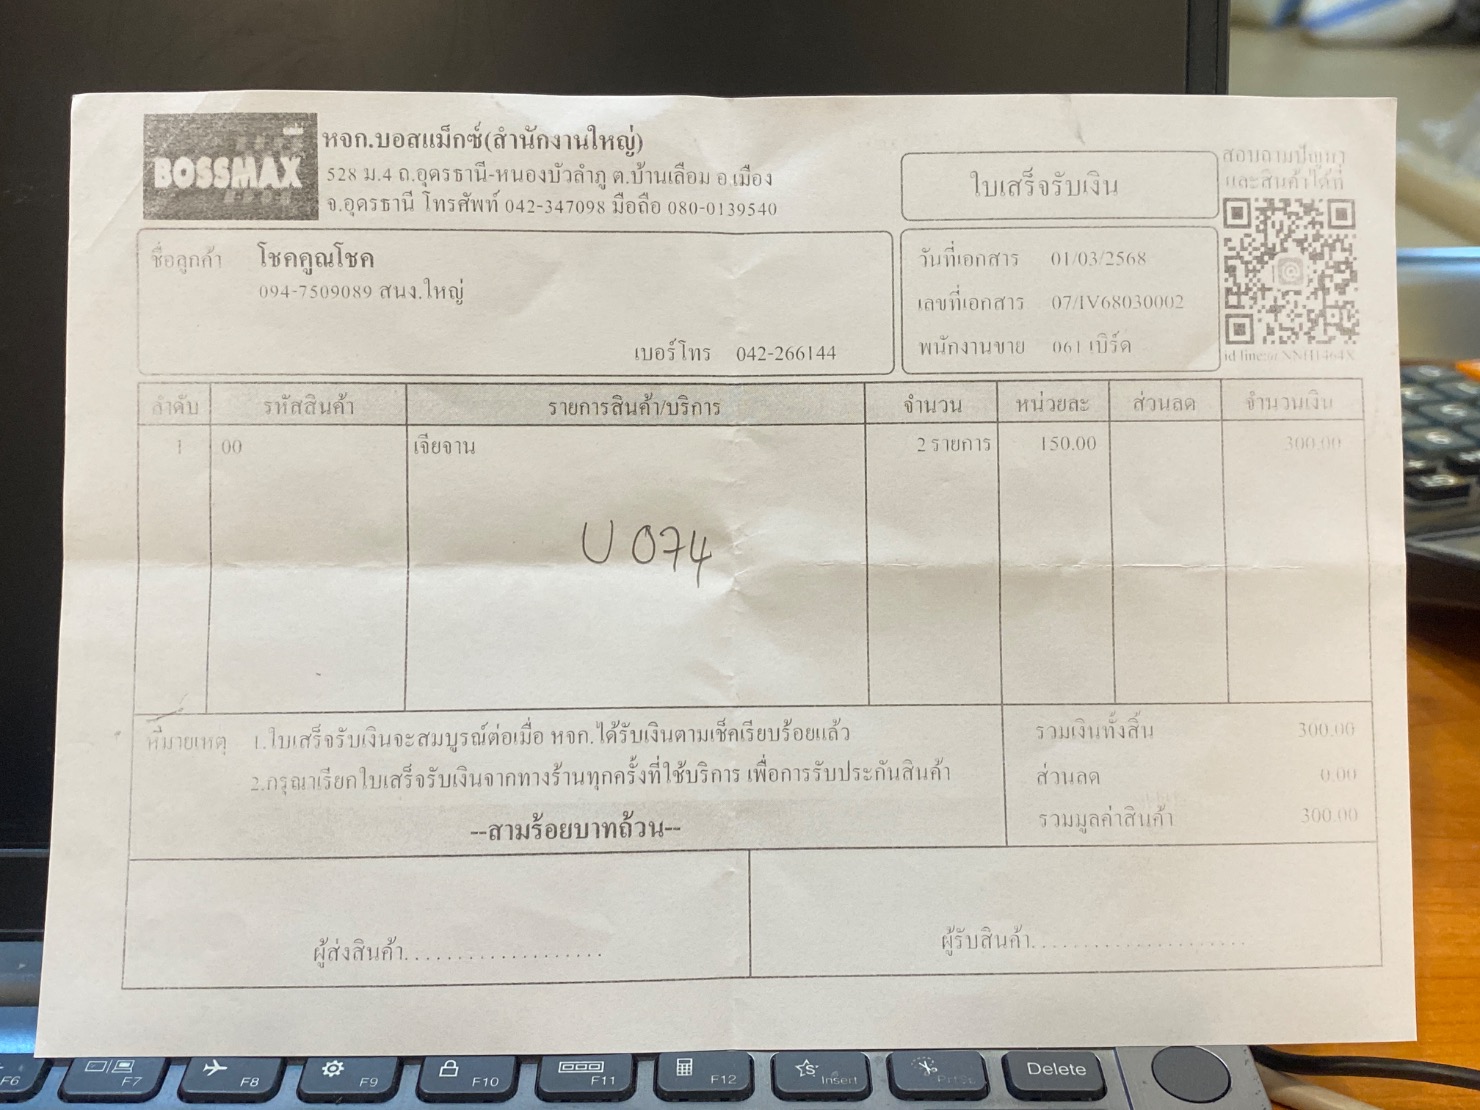 BOSSMAX
หจก.บอสแม็กซ์(สำนักงานใหญ่)
528 ม.4 ถ.อุดรธานี-หนองบัวลำภู ต.บ้านเลื่อม อ.เมือง
จ.อุดรธานี โทรศัพท์ 042-347098 มือถือ 080-0139540
ใบเสร็จรับเงิน
สอบถามปัญหา
และสินค้าได้ที่
ชื่อลูกค้า โชคคูณโชค
094-7509089 สนง.ใหญ่
เบอร์โทร 042-266144
วันที่เอกสาร 01/03/2568
เลขที่เอกสาร 07/IV68030002
พนักงานขาย 061 เบิร์ด
id line:@
ลำดับ รหัสสินค้า รายการสินค้า/บริการ จำนวน หน่วยละ ส่วนลด จำนวนเงิน
1 00 เจียจาน 2 รายการ 150.00 300.00
U 074
หมายเหตุ 1.ใบเสร็จรับเงินจะสมบูรณ์ต่อเมื่อ หจก.ได้รับเงินตามเช็คเรียบร้อยแล้ว
2.กรุณาเรียกใบเสร็จรับเงินจากทางร้านทุกครั้งที่ใช้บริการ เพื่อการรับประกันสินค้า
--สามร้อยบาทถ้วน--
รวมเงินทั้งสิ้น 300.00
ส่วนลด 0.00
รวมมูลค่าสินค้า 300.00
ผู้ส่งสินค้า...................
ผู้รับสินค้า.....................
F6 F7 F8 F9 F10 F11 F12 Insert PrtSc Delete